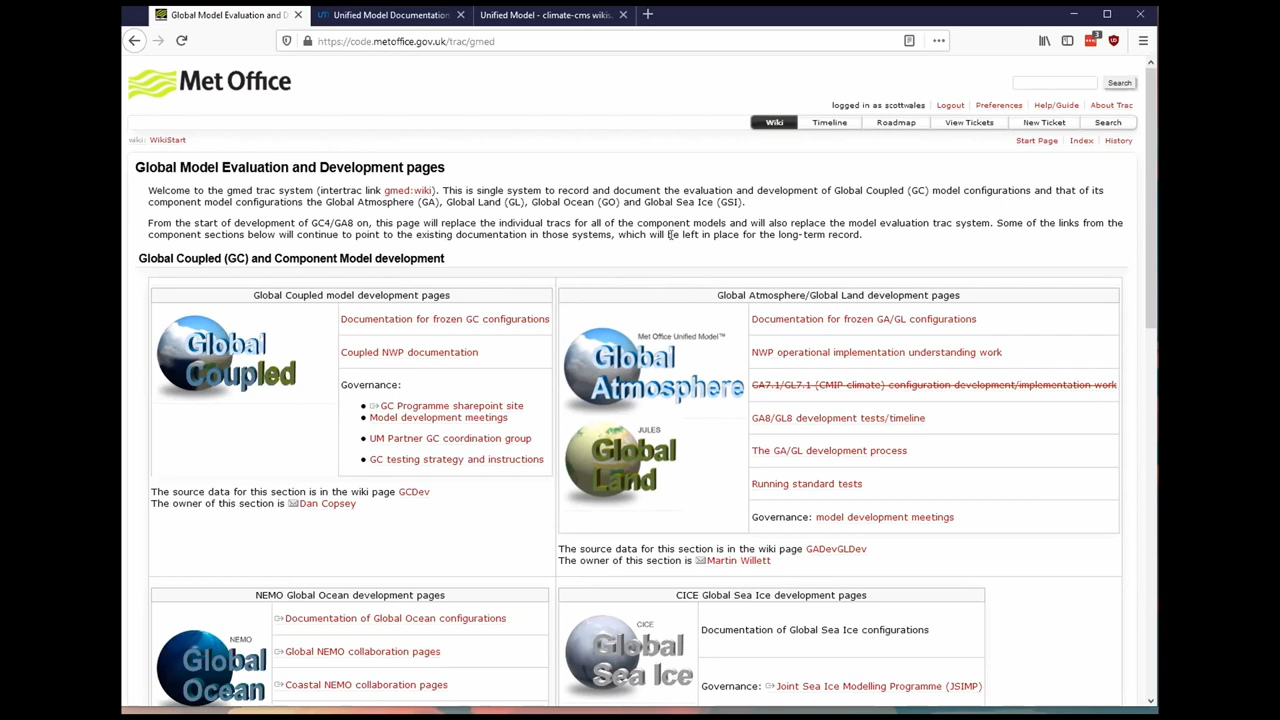 Global Model Evaluation and D
Unified Model Documentation
Unified Model - climate-cms wikis.
https://code.metoffice.gov.uk/trac/gmed
3
Met Office
Search
logged in as scottwales Logout Preferences Help/Guide About Trac
Wiki Timeline Roadmap View Tickets New Ticket Search
wiki: WikiStart
Start Page Index History
Global Model Evaluation and Development pages
Welcome to the gmed trac system (intertrac link gmed:wiki). This is single system to record and document the evaluation and development of Global Coupled (GC) model configurations and that of its
component model configurations the Global Atmosphere (GA), Global Land (GL), Global Ocean (GO) and Global Sea Ice (GSI).
From the start of development of GC4/GA8 on, this page will replace the individual tracs for all of the component models and will also replace the model evaluation trac system. Some of the links from the
component sections below will continue to point to the existing documentation in those systems, which will be left in place for the long-term record.
Global Coupled (GC) and Component Model development
Global Coupled model development pages
Global Coupled
Documentation for frozen GC configurations
Coupled NWP documentation
Governance:
GC Programme sharepoint site
Model development meetings
UM Partner GC coordination group
GC testing strategy and instructions
The source data for this section is in the wiki page GCDev
The owner of this section is Dan Copsey
Global Atmosphere/Global Land development pages
Met Office Unified Model™
Global
Atmosphere
JULES
Global
Land
Documentation for frozen GA/GL configurations
NWP operational implementation understanding work
GA7.1/GL7.1 (CMIP climate) configuration development/implementation work
GA8/GL8 development tests/timeline
The GA/GL development process
Running standard tests
Governance: model development meetings
The source data for this section is in the wiki page GADevGLDev
The owner of this section is Martin Willett
NEMO Global Ocean development pages
NEMO
Global
Ocean
Documentation of Global Ocean configurations
Global NEMO collaboration pages
Coastal NEMO collaboration pages
CICE Global Sea Ice development pages
CICE
Global
Sea Ice
Documentation of Global Sea Ice configurations
Governance: Joint Sea Ice Modelling Programme (JSIMP)